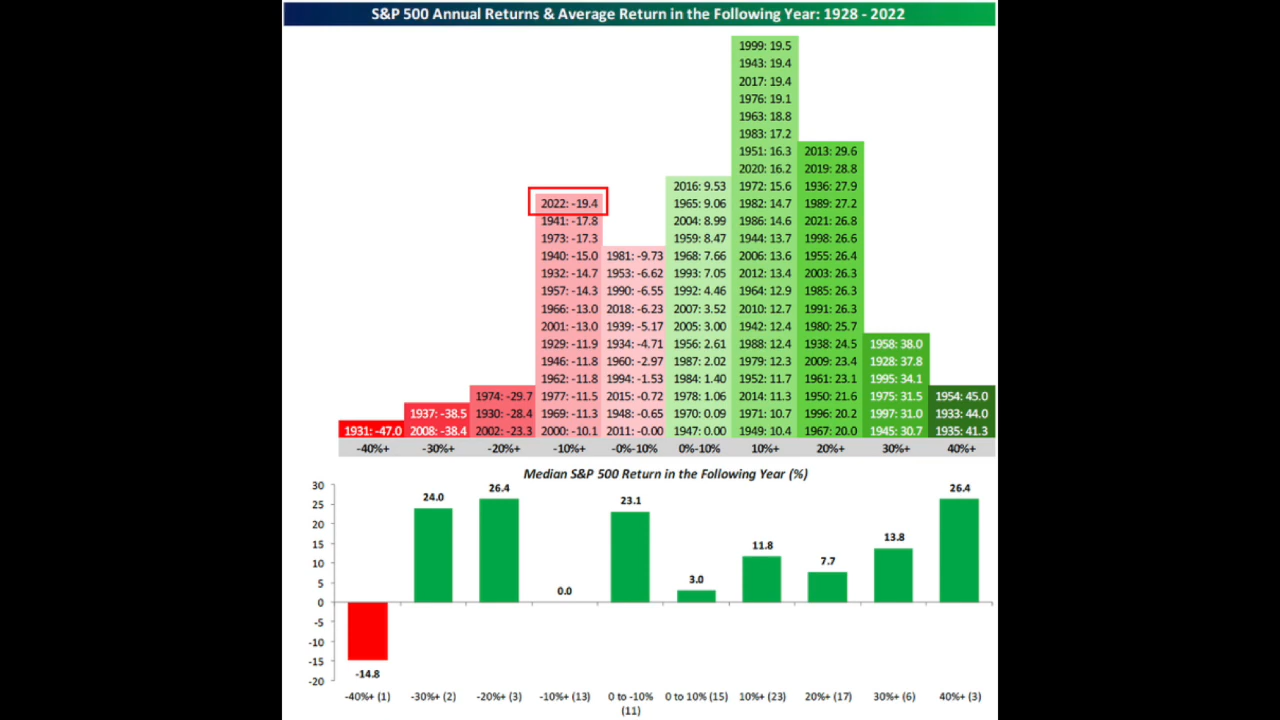 S&P 500 Annual Returns & Average Return in the Following Year: 1928 - 2022
1999: 19.5
1943: 19.4
2017: 19.4
1976: 19.1
1963: 18.8
1983: 17.2
1951: 16.3 2013: 29.6
2020: 16.2 2019: 28.8
2016: 9.53 1972: 15.6 1936: 27.9
2022: -19.4 1965: 9.06 1982: 14.7 1989: 27.2
1941: -17.8 2004: 8.99 1986: 14.6 2021: 26.8
1973: -17.3 1959: 8.47 1944: 13.7 1998: 26.6
1940: -15.0 1981: -9.73 1968: 7.66 2006: 13.6 1955: 26.4
1932: -14.7 1953: -6.62 1993: 7.05 2012: 13.4 2003: 26.3
1957: -14.3 1990: -6.55 1992: 4.46 1964: 12.9 1985: 26.3
1966: -13.0 2018: -6.23 2007: 3.52 2010: 12.7 1991: 26.3
2001: -13.0 1939: -5.17 2005: 3.00 1942: 12.4 1980: 25.7
1929: -11.9 1934: -4.71 1956: 2.61 1988: 12.4 1938: 24.5 1958: 38.0
1946: -11.8 1960: -2.97 1987: 2.02 1979: 12.3 2009: 23.4 1928: 37.8
1962: -11.8 1994: -1.53 1984: 1.40 1952: 11.7 1961: 23.1 1995: 34.1
1974: -29.7 1977: -11.5 2015: -0.72 1978: 1.06 2014: 11.3 1950: 21.6 1975: 31.5 1954: 45.0
1937: -38.5 1930: -28.4 1969: -11.3 1948: -0.65 1970: 0.09 1971: 10.7 1996: 20.2 1997: 31.0 1933: 44.0
1931: -47.0 2008: -38.4 2002: -23.3 2000: -10.1 2011: -0.00 1947: 0.00 1949: 10.4 1967: 20.0 1945: 30.7 1935: 41.3
-40%+ -30%+ -20%+ -10%+ -0%-10% 0%-10% 10%+ 20%+ 30%+ 40%+
Median S&P 500 Return in the Following Year (%)
30
25
20
15
10
5
0
-5
-10
-15
-20
-14.8 24.0 26.4 0.0 23.1 3.0 11.8 7.7 13.8 26.4
-40%+ (1) -30%+ (2) -20%+ (3) -10%+ (13) 0 to -10% (11) 0 to 10% (15) 10%+ (23) 20%+ (17) 30%+ (6) 40%+ (3)